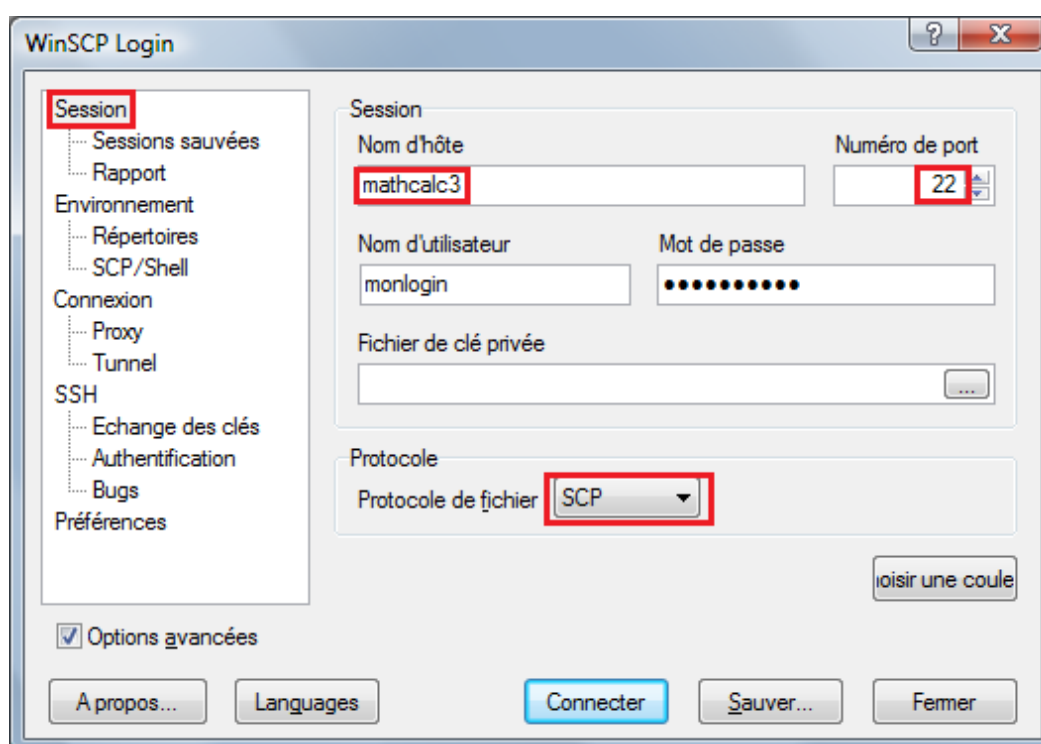 WinSCP Login
Session
Sessions sauvées
Rapport
Environnement
Répertoires
SCP/Shell
Connexion
Proxy
Tunnel
SSH
Echange des clés
Authentification
Bugs
Préférences
Session
Nom d'hôte
Numéro de port
mathcalc3
22
Nom d'utilisateur
Mot de passe
monlogin
••••••••••
Fichier de clé privée
...
Protocole
Protocole de fichier
SCP
oisir une coule
Options avancées
A propos...
Languages
Connecter
Sauver...
Fermer